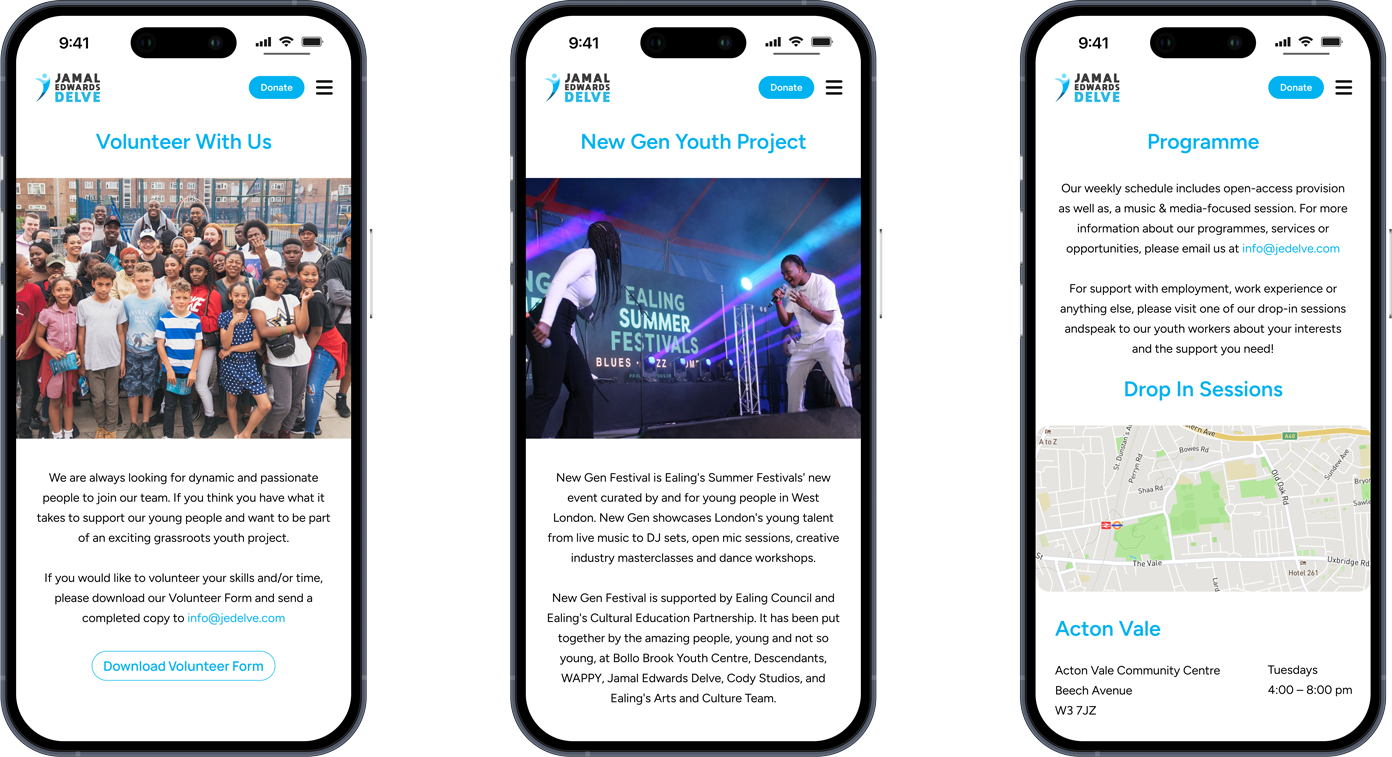 9:41
JAMAL
EDWARDS
DELVE
Donate
Volunteer With Us
We are always looking for dynamic and passionate
people to join our team. If you think you have what it
takes to support our young people and want to be part
of an exciting grassroots youth project.
If you would like to volunteer your skills and/or time,
please download our Volunteer Form and send a
completed copy to info@jedelve.com
Download Volunteer Form
9:41
JAMAL
EDWARDS
DELVE
Donate
New Gen Youth Project
EALING
SUMMER
FESTIVALS
BLUES
New Gen Festival is Ealing's Summer Festivals' new
event curated by and for young people in West
London. New Gen showcases London's young talent
from live music to DJ sets, open mic sessions, creative
industry masterclasses and dance workshops.
New Gen Festival is supported by Ealing Council and
Ealing's Cultural Education Partnership. It has been put
together by the amazing people, young and not so
young, at Bollo Brook Youth Centre, Descendants,
WAPPY, Jamal Edwards Delve, Cody Studios, and
Ealing's Arts and Culture Team.
9:41
JAMAL
EDWARDS
DELVE
Donate
Programme
Our weekly schedule includes open-access provision
as well as, a music & media-focused session. For more
information about our programmes, services or
opportunities, please email us at info@jedelve.com
For support with employment, work experience or
anything else, please visit one of our drop-in sessions
andspeak to our youth workers about your interests
and the support you need!
Drop In Sessions
A to Z
St. Dunstan's A
ern Ave
A40
Bowes Rd
Perryn Rd
Shaa Rd
Old Oak Rd
Sundew Ave
Bryon
Sawle
St
The Vale
Uxbridge Rd
Hotel 261
Lard
Acton Vale
Acton Vale Community Centre
Beech Avenue
W3 7JZ
Tuesdays
4:00 – 8:00 pm